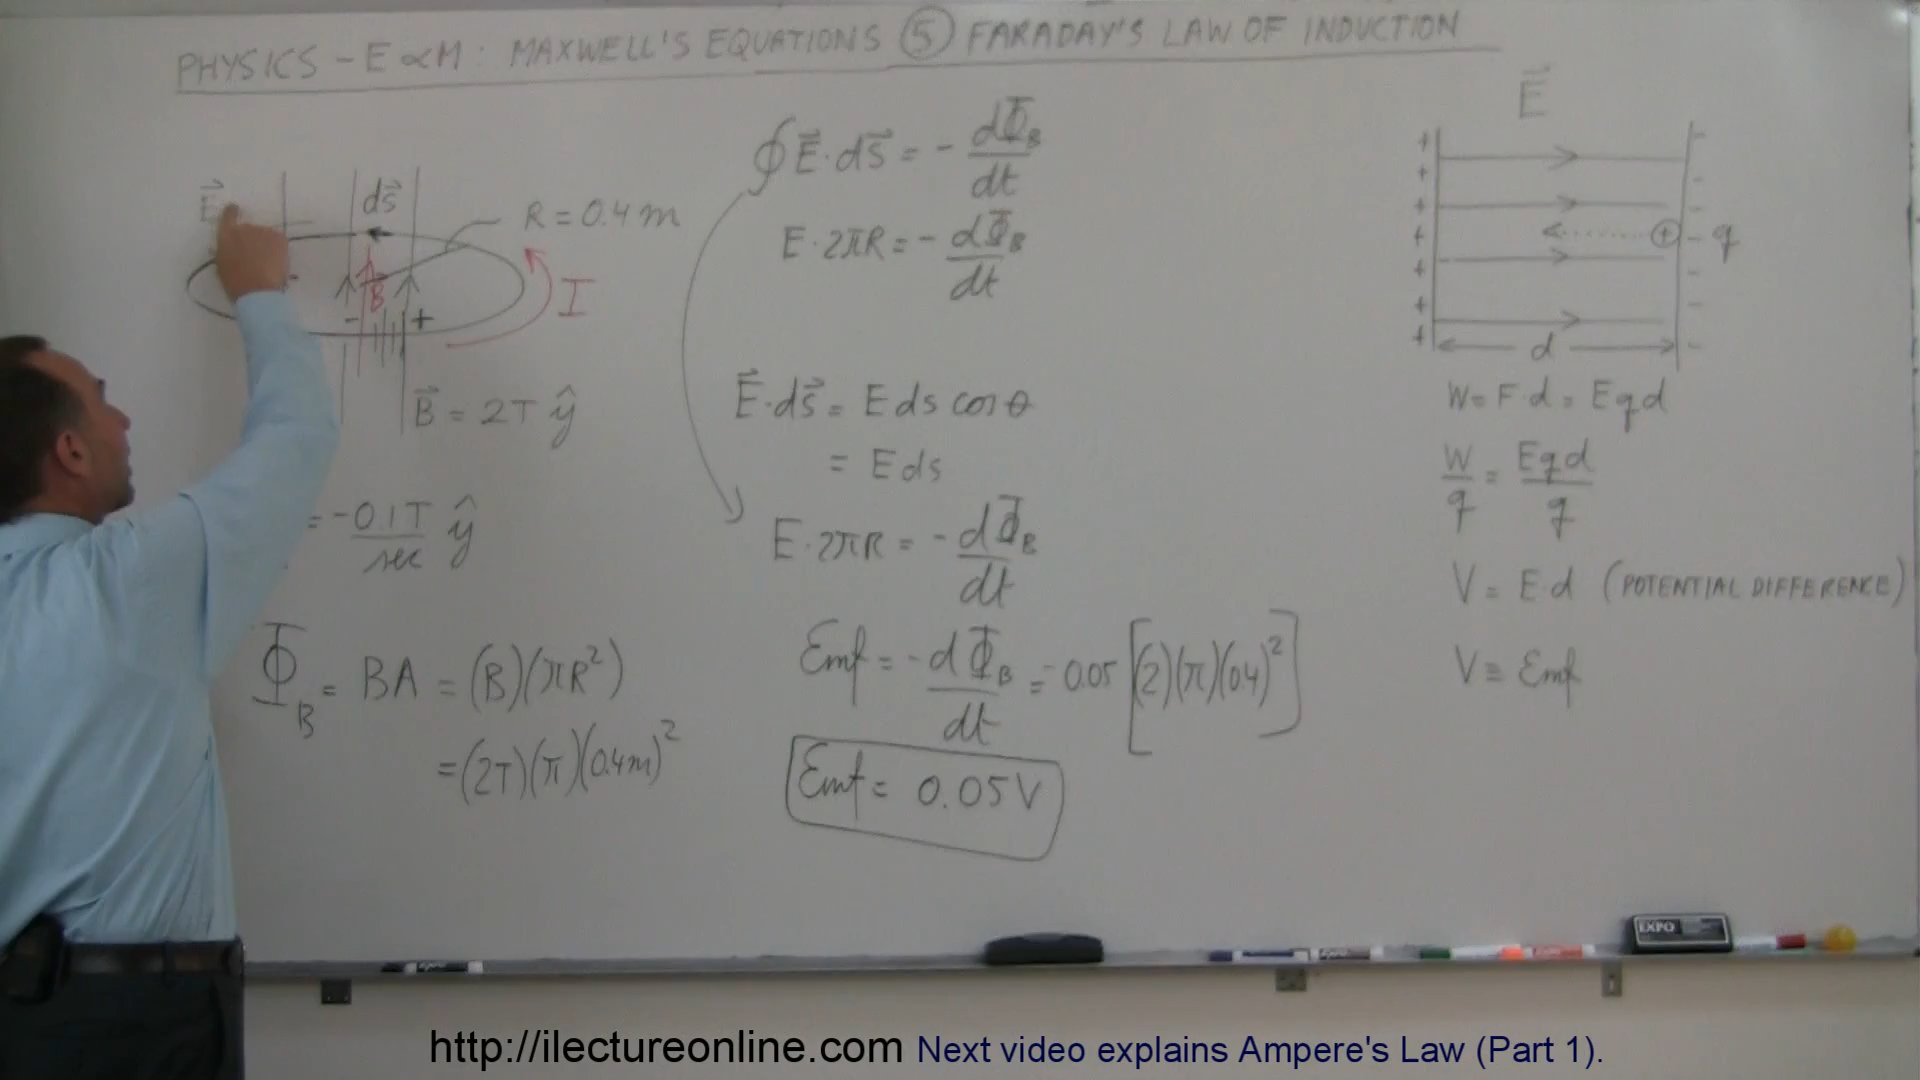 PHYSICS - E & M : MAXWELL'S EQUATIONS ⑤ FARADAY'S LAW OF INDUCTION
E⃗
ds⃗
R = 0.4 m
B
I
- +
B⃗ = 2T ŷ
= -0.1T/sec ŷ
Φ_B = BA = (B)(πR²)
= (2T)(π)(0.4m)²
∮ E⃗·ds⃗ = - dΦ_B/dt
E·2πR = - dΦ_B/dt
E⃗·ds⃗ = E ds cos θ
= E ds
E·2πR = - dΦ_B/dt
Emf = - dΦ_B/dt = -0.05 [(2)(π)(0.4)²]
Emf = 0.05 V
E⃗
+ + + + + + +
- - - - - - -
+ q
d
W = F·d = Eqd
W/q = Eqd/q
V = E·d (POTENTIAL DIFFERENCE)
V ≡ Emf
EXPO
http://ilectureonline.com Next video explains Ampere's Law (Part 1).